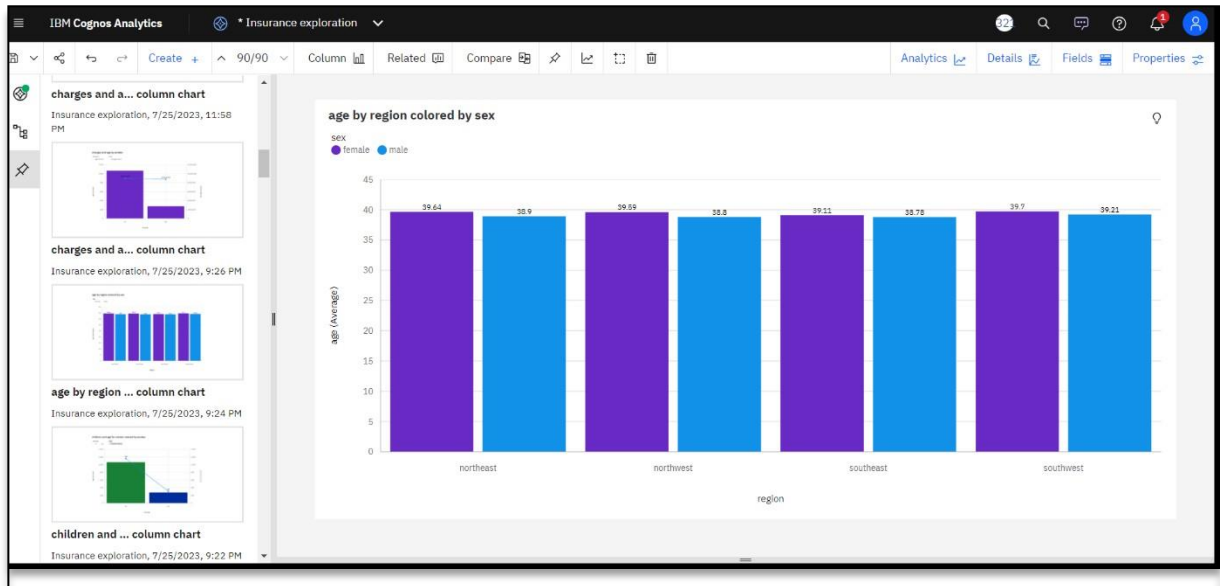 IBM Cognos Analytics
* Insurance exploration
1
Create +
90/90
Column
Related
Compare
Analytics
Details
Fields
Properties
charges and a... column chart
Insurance exploration, 7/25/2023, 11:58
PM
charges and a... column chart
Insurance exploration, 7/25/2023, 9:26 PM
age by region ... column chart
Insurance exploration, 7/25/2023, 9:24 PM
children and ... column chart
Insurance exploration, 7/25/2023, 9:22 PM
age by region colored by sex
sex
female male
45
40
35
30
25
20
15
10
5
0
age (Average)
39.64 38.9 39.59 38.8 39.11 38.78 39.7 39.21
northeast northwest southeast southwest
region